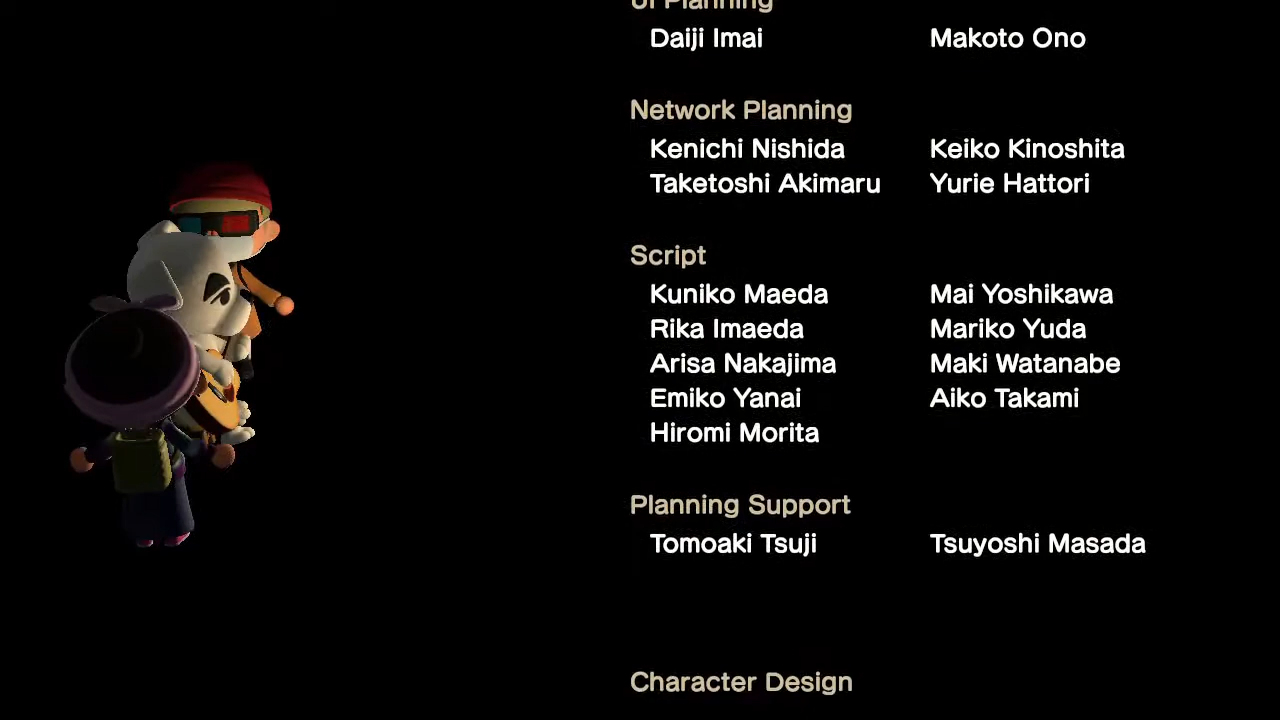 UI Planning
Daiji Imai Makoto Ono
Network Planning
Kenichi Nishida Keiko Kinoshita
Taketoshi Akimaru Yurie Hattori
Script
Kuniko Maeda Mai Yoshikawa
Rika Imaeda Mariko Yuda
Arisa Nakajima Maki Watanabe
Emiko Yanai Aiko Takami
Hiromi Morita
Planning Support
Tomoaki Tsuji Tsuyoshi Masada
Character Design